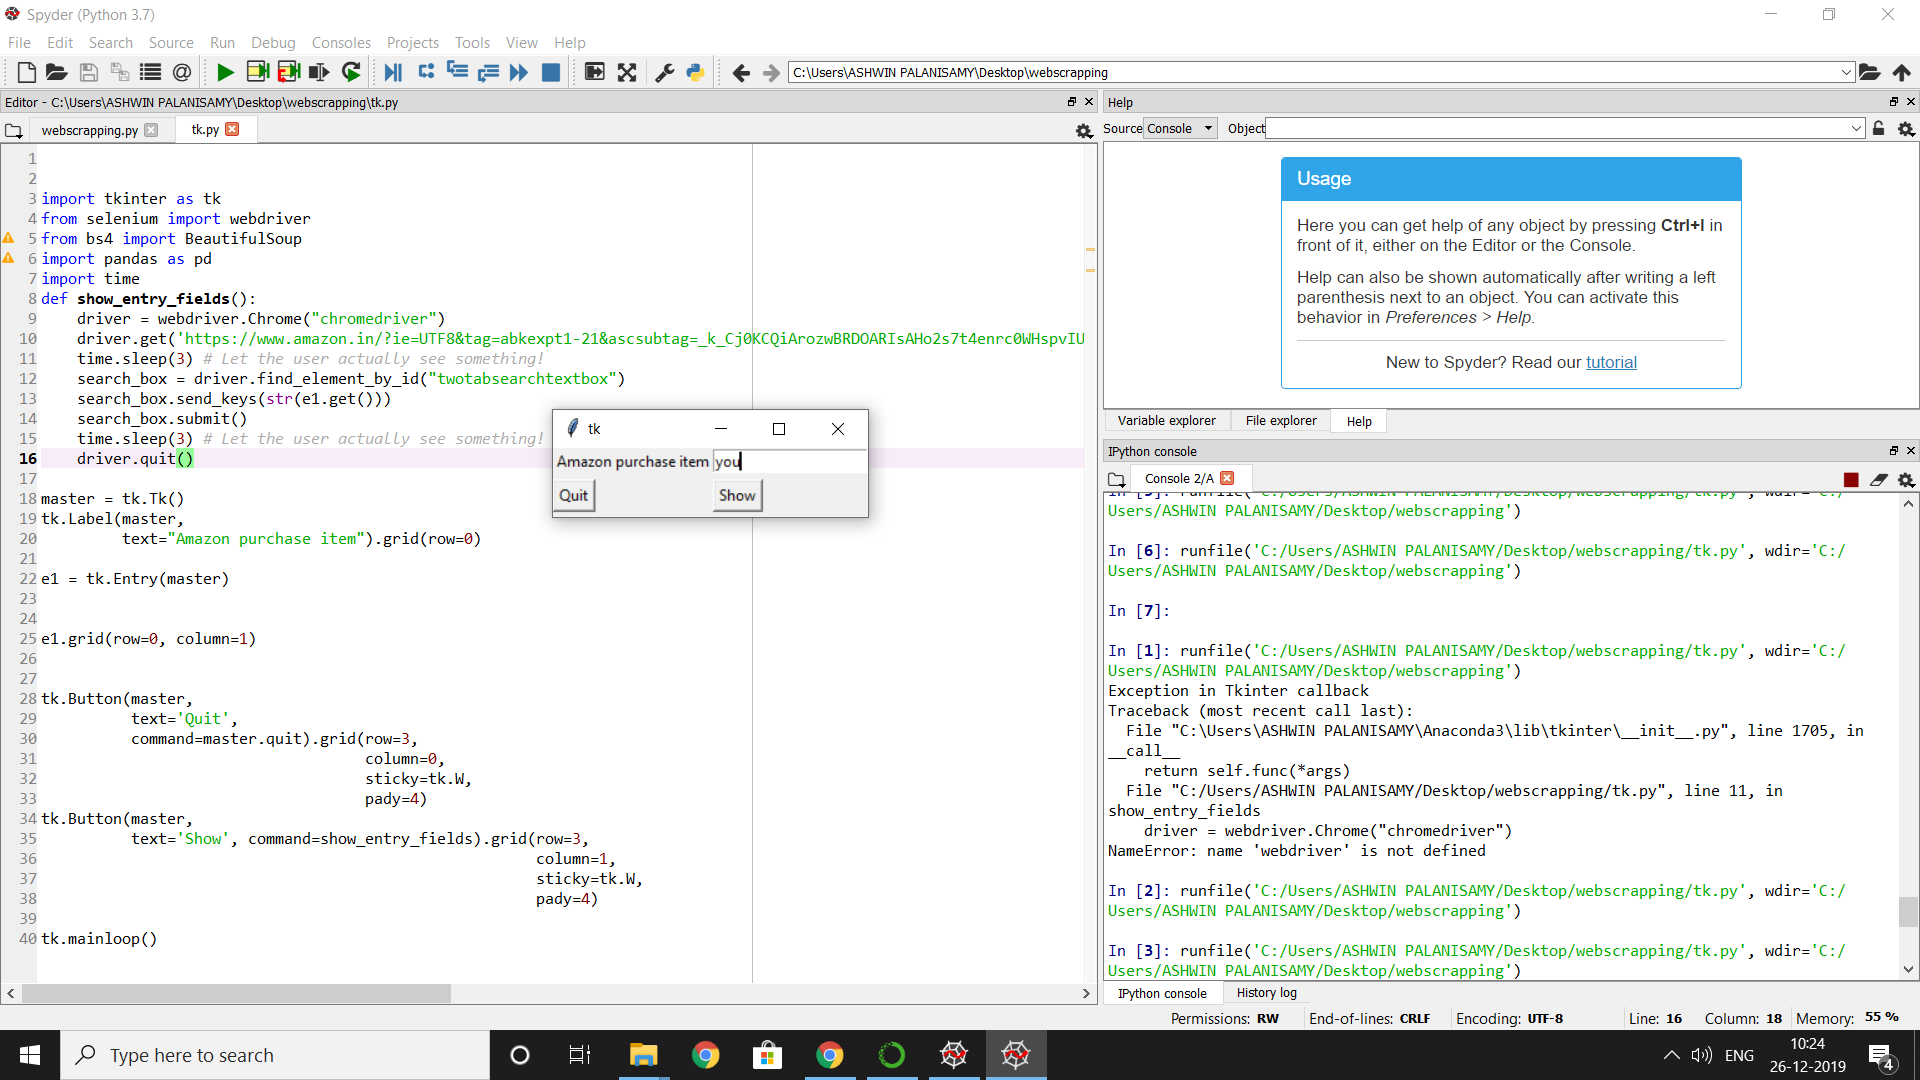 Spyder (Python 3.7)
File Edit Search Source Run Debug Consoles Projects Tools View Help
C:\Users\ASHWIN PALANISAMY\Desktop\webscrapping
Editor - C:\Users\ASHWIN PALANISAMY\Desktop\webscrapping\tk.py
webscrapping.py tk.py
1
2
3 import tkinter as tk
4 from selenium import webdriver
5 from bs4 import BeautifulSoup
6 import pandas as pd
7 import time
8 def show_entry_fields():
9 driver = webdriver.Chrome("chromedriver")
10 driver.get('https://www.amazon.in/?ie=UTF8&tag=abkexpt1-21&ascsubtag=_k_Cj0KCQiArozwBRDOARIsAHo2s7t4enrc0WHspvIU
11 time.sleep(3) # Let the user actually see something!
12 search_box = driver.find_element_by_id("twotabsearchtextbox")
13 search_box.send_keys(str(e1.get()))
14 search_box.submit()
15 time.sleep(3) # Let the user actually see something!
16 driver.quit()
17
18 master = tk.Tk()
19 tk.Label(master,
20 text="Amazon purchase item").grid(row=0)
21
22 e1 = tk.Entry(master)
23
24
25 e1.grid(row=0, column=1)
26
27
28 tk.Button(master,
29 text='Quit',
30 command=master.quit).grid(row=3,
31 column=0,
32 sticky=tk.W,
33 pady=4)
34 tk.Button(master,
35 text='Show', command=show_entry_fields).grid(row=3,
36 column=1,
37 sticky=tk.W,
38 pady=4)
39
40 tk.mainloop()
tk
Amazon purchase item you
Quit Show
Help
Source Console Object
Usage
Here you can get help of any object by pressing Ctrl+I in
front of it, either on the Editor or the Console.
Help can also be shown automatically after writing a left
parenthesis next to an object. You can activate this
behavior in Preferences > Help.
New to Spyder? Read our tutorial
Variable explorer File explorer Help
IPython console
Console 2/A
In [5]: runfile('C:/Users/ASHWIN PALANISAMY/Desktop/webscrapping/tk.py', wdir='C:/
Users/ASHWIN PALANISAMY/Desktop/webscrapping')
In [6]: runfile('C:/Users/ASHWIN PALANISAMY/Desktop/webscrapping/tk.py', wdir='C:/
Users/ASHWIN PALANISAMY/Desktop/webscrapping')
In [7]:
In [1]: runfile('C:/Users/ASHWIN PALANISAMY/Desktop/webscrapping/tk.py', wdir='C:/
Users/ASHWIN PALANISAMY/Desktop/webscrapping')
Exception in Tkinter callback
Traceback (most recent call last):
File "C:\Users\ASHWIN PALANISAMY\Anaconda3\lib\tkinter\__init__.py", line 1705, in
__call__
return self.func(*args)
File "C:/Users/ASHWIN PALANISAMY/Desktop/webscrapping/tk.py", line 11, in
show_entry_fields
driver = webdriver.Chrome("chromedriver")
NameError: name 'webdriver' is not defined
In [2]: runfile('C:/Users/ASHWIN PALANISAMY/Desktop/webscrapping/tk.py', wdir='C:/
Users/ASHWIN PALANISAMY/Desktop/webscrapping')
In [3]: runfile('C:/Users/ASHWIN PALANISAMY/Desktop/webscrapping/tk.py', wdir='C:/
Users/ASHWIN PALANISAMY/Desktop/webscrapping')
IPython console History log
Permissions: RW End-of-lines: CRLF Encoding: UTF-8 Line: 16 Column: 18 Memory: 55 %
Type here to search
ENG
10:24
26-12-2019
4